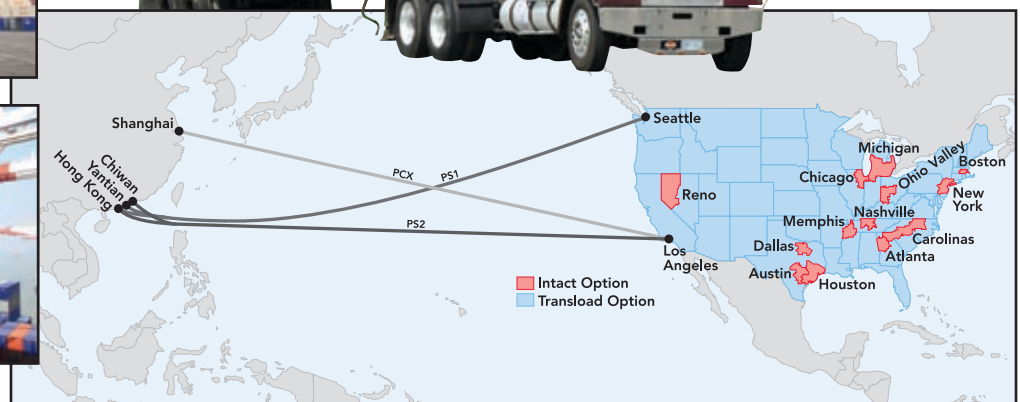 Shanghai
Chiwan
Yantian
Hong Kong
PCX
PS1
PS2
Seattle
Los
Angeles
Reno
Michigan
Chicago
Ohio Valley
Boston
New
York
Nashville
Memphis
Carolinas
Atlanta
Dallas
Austin
Houston
Intact Option
Transload Option